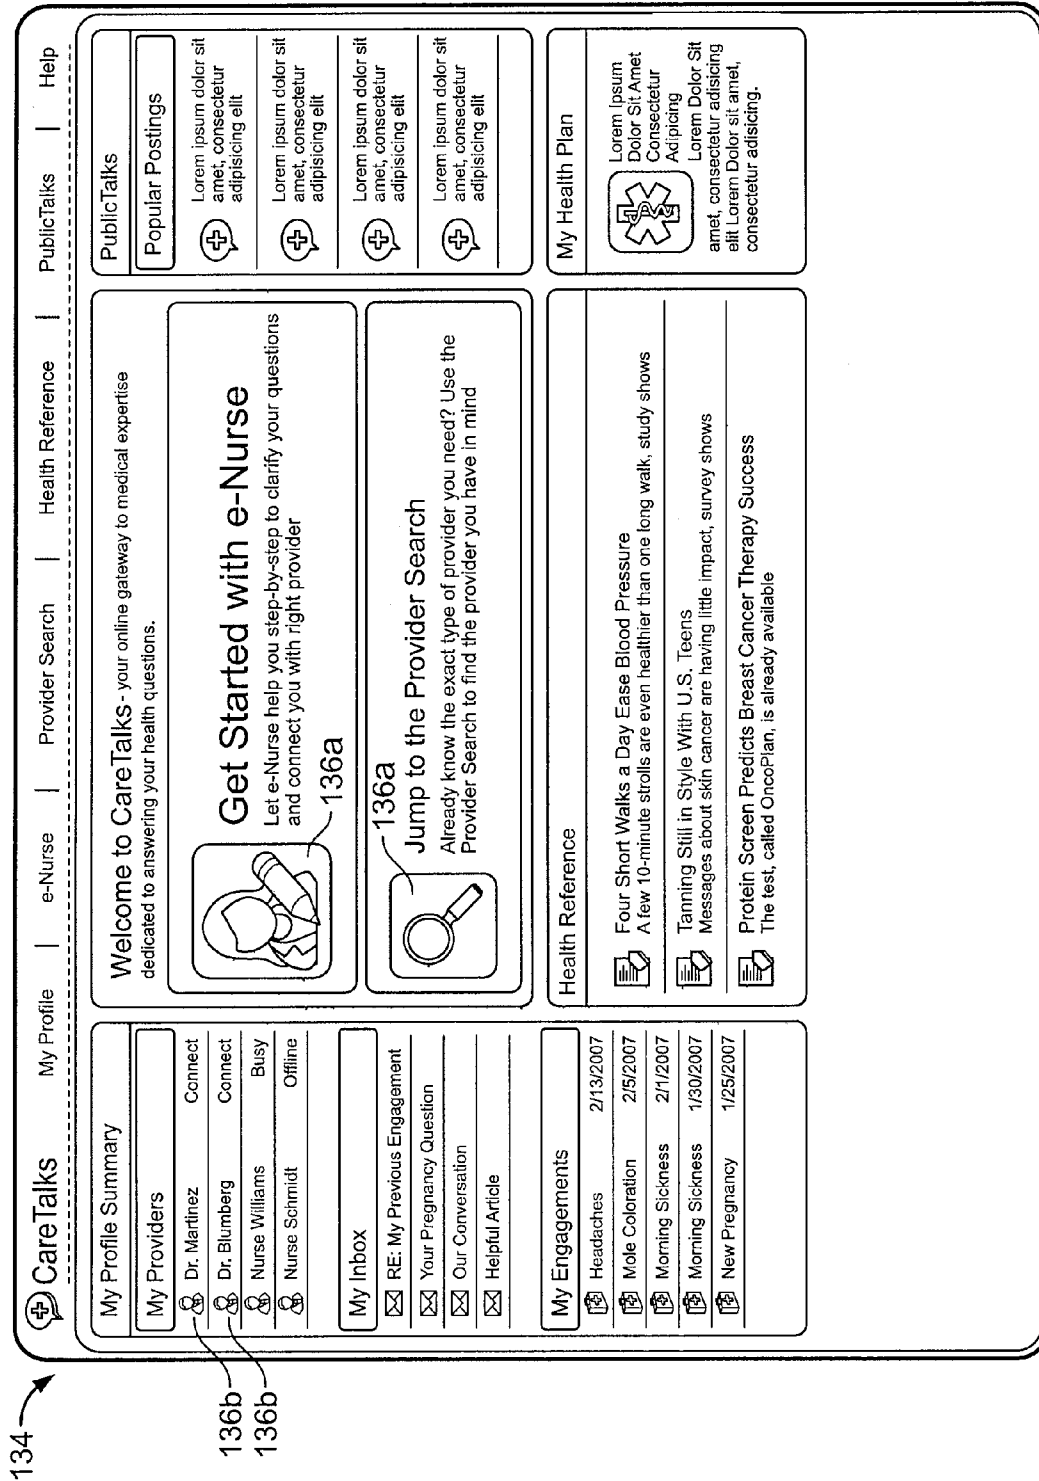 134
CareTalks
My Profile | e-Nurse | Provider Search | Health Reference | PublicTalks | Help
My Profile Summary
My Providers
Dr. Martinez Connect
Dr. Blumberg Connect
Nurse Williams Busy
Nurse Schmidt Offline
136b
136b
My Inbox
RE: My Previous Engagement
Your Pregnancy Question
Our Conversation
Helpful Article
My Engagements
Headaches 2/13/2007
Mole Coloration 2/5/2007
Morning Sickness 2/1/2007
Morning Sickness 1/30/2007
New Pregnancy 1/25/2007
Welcome to CareTalks - your online gateway to medical expertise
dedicated to answering your health questions.
Get Started with e-Nurse
Let e-Nurse help you step-by-step to clarify your questions
and connect you with right provider
136a
136a
Jump to the Provider Search
Already know the exact type of provider you need? Use the
Provider Search to find the provider you have in mind
Health Reference
Four Short Walks a Day Ease Blood Pressure
A few 10-minute strolls are even healthier than one long walk, study shows
Tanning Still in Style With U.S. Teens
Messages about skin cancer are having little impact, survey shows
Protein Screen Predicts Breast Cancer Therapy Success
The test, called OncoPlan, is already available
PublicTalks
Popular Postings
Lorem ipsum dolor sit
amet, consectetur
adipisicing elit
Lorem ipsum dolor sit
amet, consectetur
adipisicing elit
Lorem ipsum dolor sit
amet, consectetur
adipisicing elit
Lorem ipsum dolor sit
amet, consectetur
adipisicing elit
My Health Plan
Lorem Ipsum
Dolor Sit Amet
Consectetur
Adipicing
Lorem Dolor Sit
amet, consectetur adisicing
elit Lorem Dolor sit amet,
consectetur adisicing.